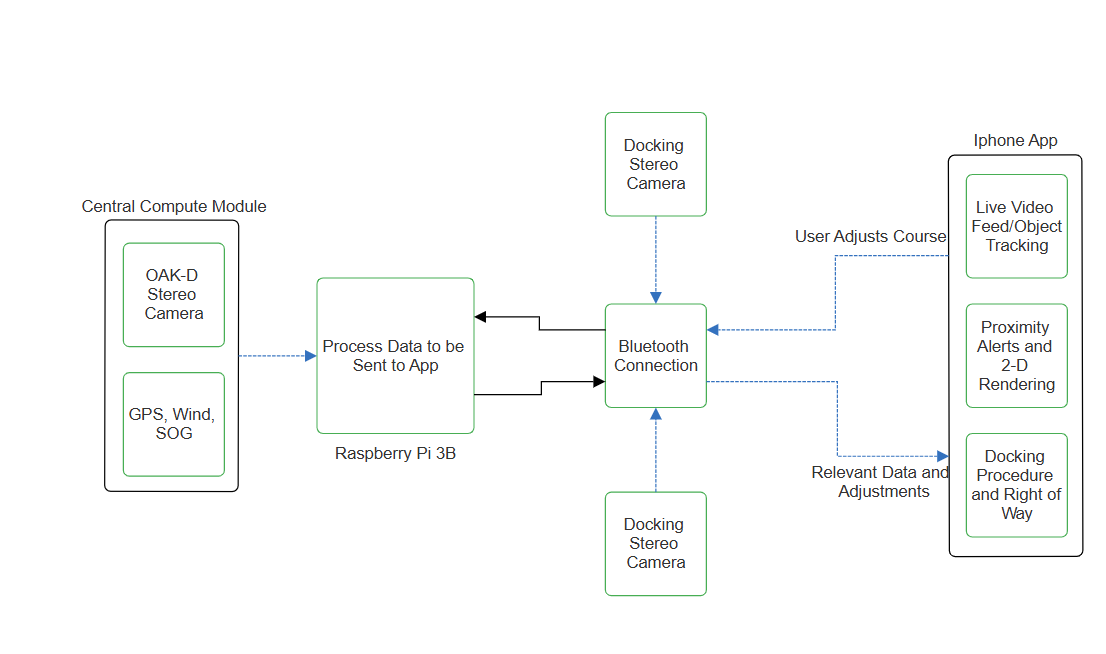 Central Compute Module
OAK-D
Stereo
Camera
GPS, Wind,
SOG
Process Data to be
Sent to App
Raspberry Pi 3B
Docking
Stereo
Camera
Bluetooth
Connection
Docking
Stereo
Camera
User Adjusts Course
Relevant Data and
Adjustments
Iphone App
Live Video
Feed/Object
Tracking
Proximity
Alerts and
2-D
Rendering
Docking
Procedure
and Right of
Way